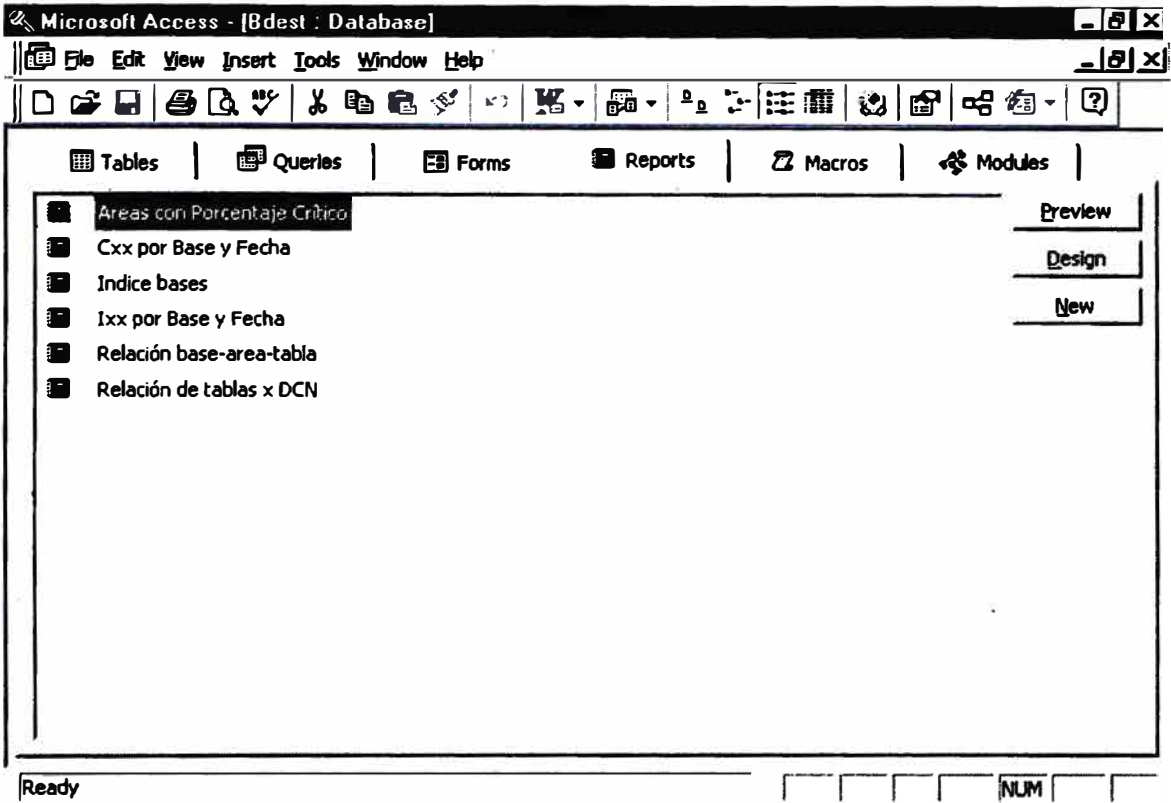 Microsoft Access - [Bdest : Database]
File Edit View Insert Tools Window Help
Tables Queries Forms Reports Macros Modules
Areas con Porcentaje Crítico
Cxx por Base y Fecha
Indice bases
Ixx por Base y Fecha
Relación base-area-tabla
Relación de tablas x DCN
Preview
Design
New
Ready NUM